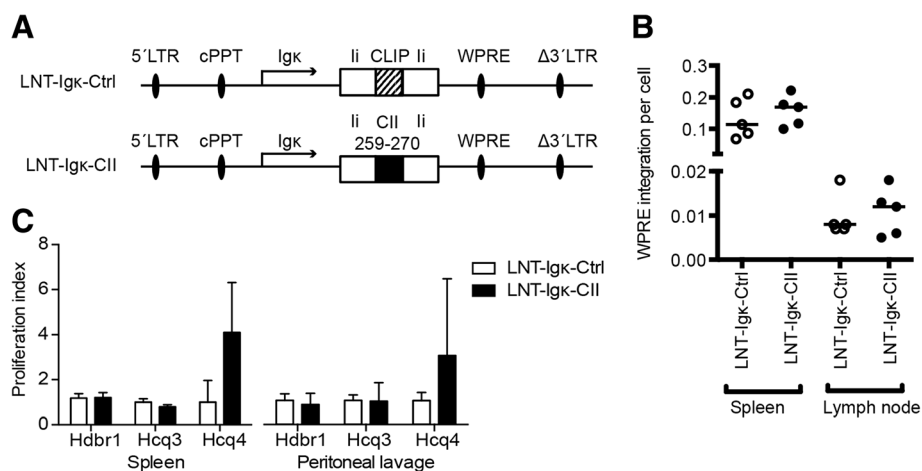 A
5´LTR cPPT Igκ Ii CLIP Ii WPRE Δ3´LTR
LNT-Igκ-Ctrl
5´LTR cPPT Igκ Ii CII Ii WPRE Δ3´LTR
259-270
LNT-Igκ-CII
B
WPRE integration per cell
0.3
0.2
0.1
0.02
0.01
0.00
LNT-Igκ-Ctrl
LNT-Igκ-CII
LNT-Igκ-Ctrl
LNT-Igκ-CII
Spleen Lymph node
C
Proliferation index
8
6
4
2
0
LNT-Igκ-Ctrl
LNT-Igκ-CII
Hdbr1 Hcq3 Hcq4 Hdbr1 Hcq3 Hcq4
Spleen Peritoneal lavage